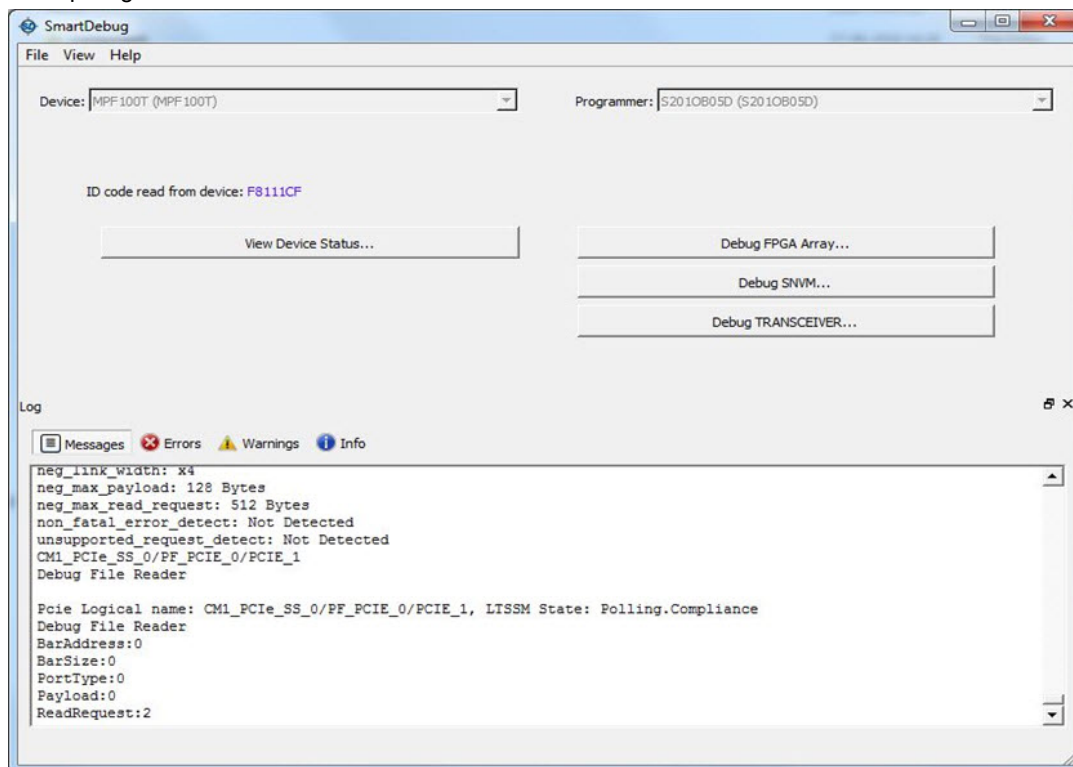 SmartDebug
File View Help
Device: MPF100T (MPF100T)
Programmer: S201OB05D (S201OB05D)
ID code read from device: F8111CF
View Device Status...
Debug FPGA Array...
Debug SNVM...
Debug TRANSCEIVER...
Log
Messages Errors Warnings Info
neg_link_width: x4
neg_max_payload: 128 Bytes
neg_max_read_request: 512 Bytes
non_fatal_error_detect: Not Detected
unsupported_request_detect: Not Detected
CM1_PCIe_SS_0/PF_PCIE_0/PCIE_1
Debug File Reader
Pcie Logical name: CM1_PCIe_SS_0/PF_PCIE_0/PCIE_1, LTSSM State: Polling.Compliance
Debug File Reader
BarAddress:0
BarSize:0
PortType:0
Payload:0
ReadRequest:2